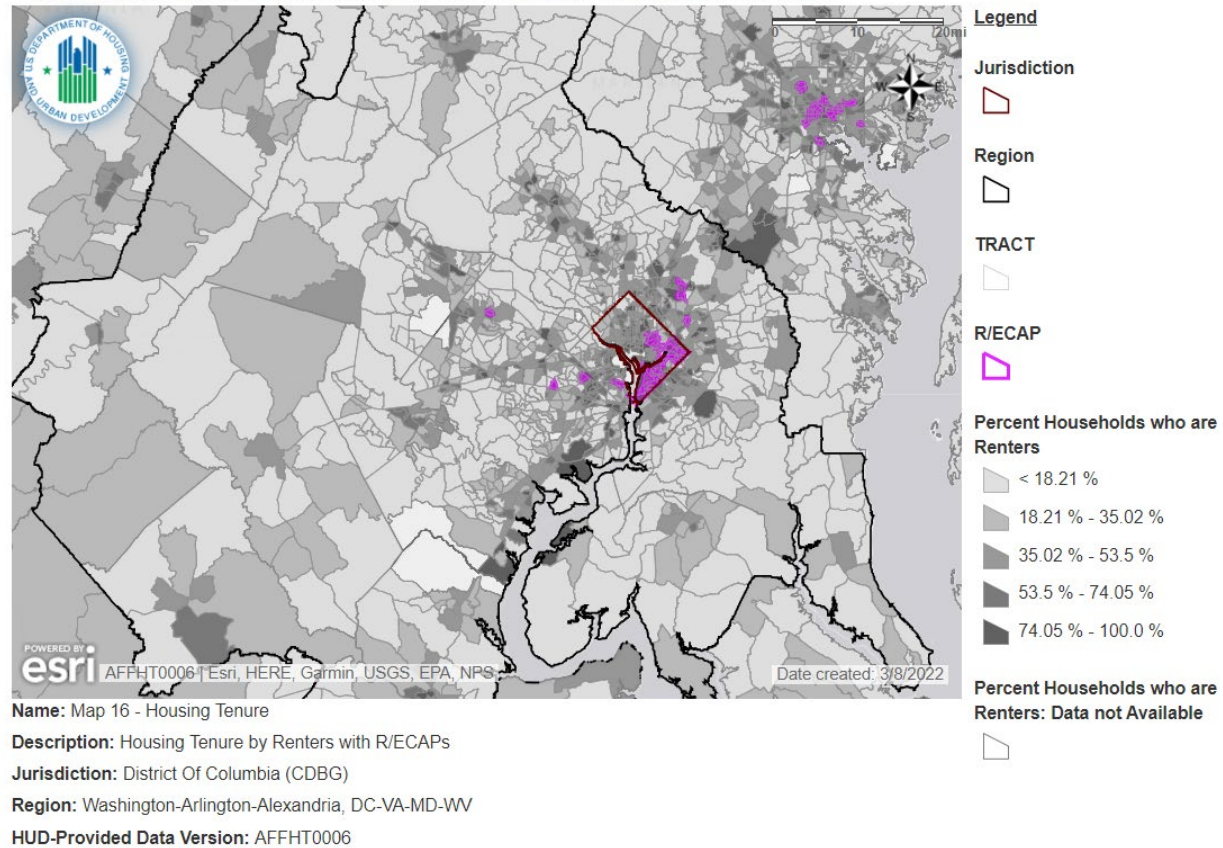 U.S. DEPARTMENT OF HOUSING
AND URBAN DEVELOPMENT
0 10 20mi
N
W E
S
POWERED BY
esri
AFFHT0006 | Esri, HERE, Garmin, USGS, EPA, NPS
Date created: 3/8/2022
Legend
Jurisdiction
Region
TRACT
R/ECAP
Percent Households who are
Renters
< 18.21 %
18.21 % - 35.02 %
35.02 % - 53.5 %
53.5 % - 74.05 %
74.05 % - 100.0 %
Percent Households who are
Renters: Data not Available
Name: Map 16 - Housing Tenure
Description: Housing Tenure by Renters with R/ECAPs
Jurisdiction: District Of Columbia (CDBG)
Region: Washington-Arlington-Alexandria, DC-VA-MD-WV
HUD-Provided Data Version: AFFHT0006